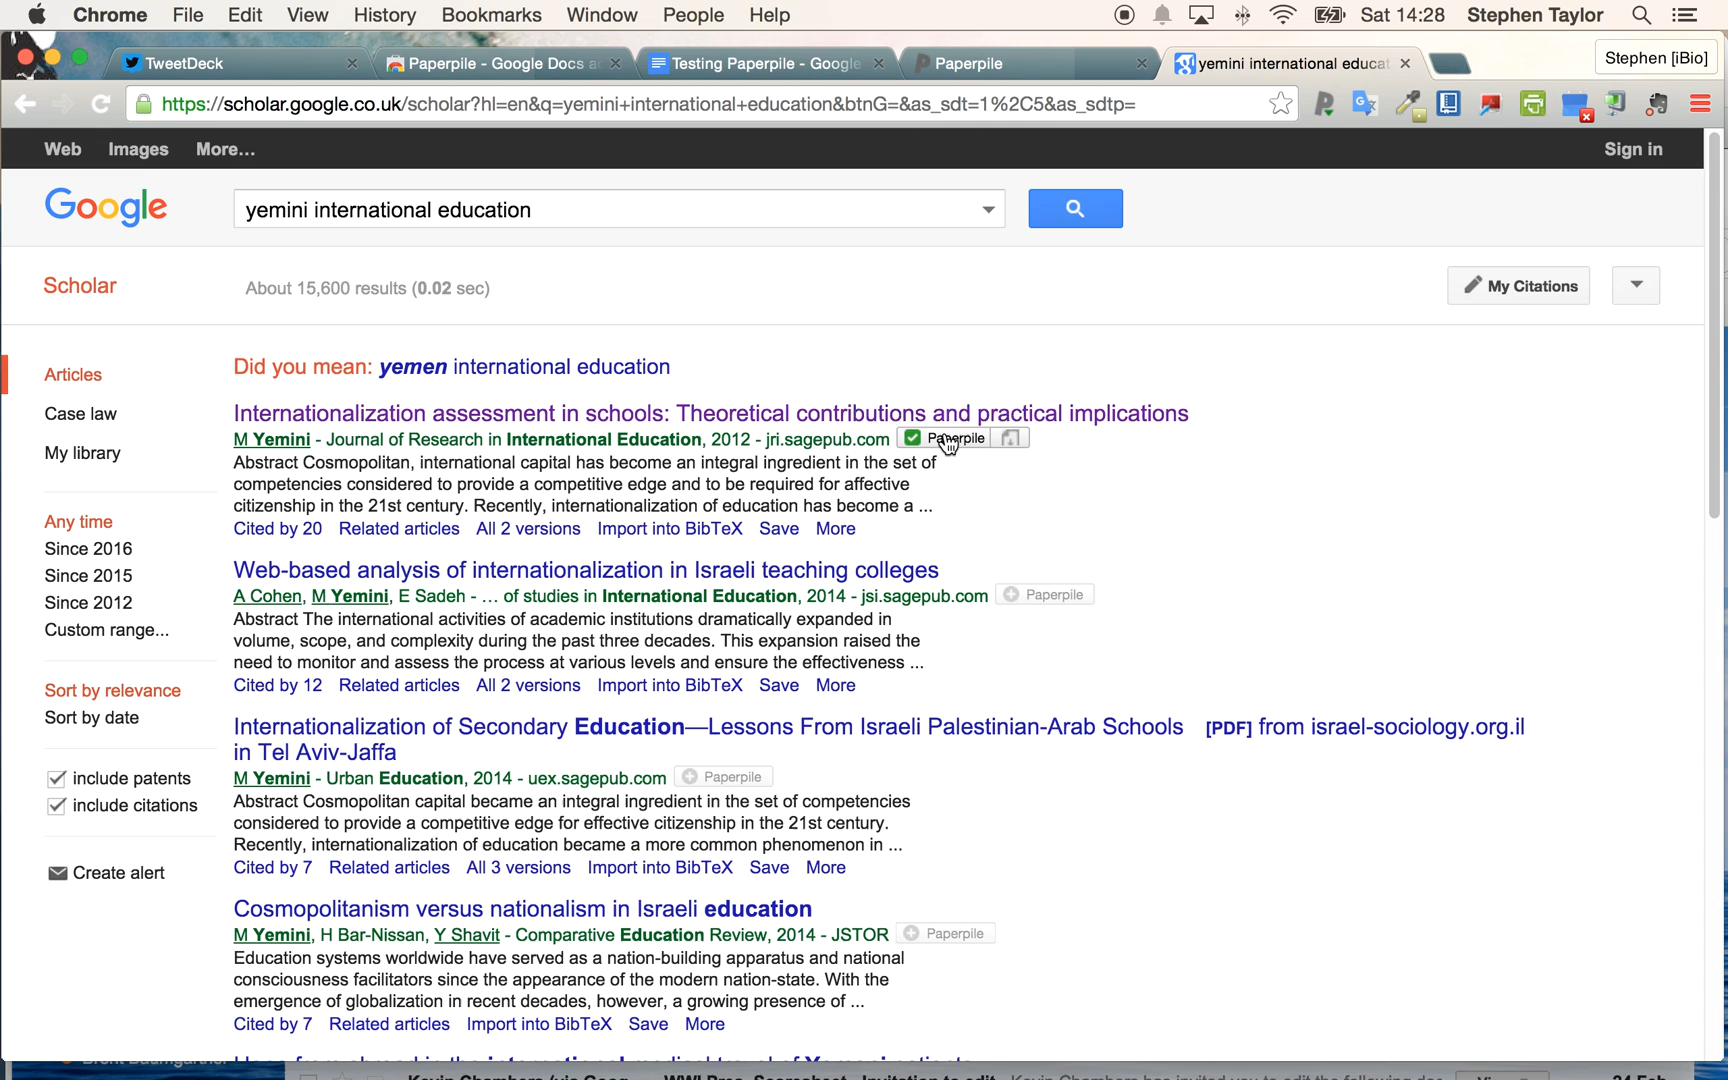 Chrome File Edit View History Bookmarks Window People Help Sat 14:28 Stephen Taylor
TweetDeck Paperpile - Google Docs a Testing Paperpile - Google Paperpile yemini international educat Stephen [iBio]
https://scholar.google.co.uk/scholar?hl=en&q=yemini+international+education&btnG=&as_sdt=1%2C5&as_sdtp=
Web Images More... Sign in
Google yemini international education
Scholar About 15,600 results (0.02 sec) My Citations
Articles
Case law
My library
Any time
Since 2016
Since 2015
Since 2012
Custom range...
Sort by relevance
Sort by date
include patents
include citations
Create alert
Did you mean: yemen international education
Internationalization assessment in schools: Theoretical contributions and practical implications
M Yemini - Journal of Research in International Education, 2012 - jri.sagepub.com Paperpile
Abstract Cosmopolitan, international capital has become an integral ingredient in the set of
competencies considered to provide a competitive edge and to be required for affective
citizenship in the 21st century. Recently, internationalization of education has become a ...
Cited by 20 Related articles All 2 versions Import into BibTeX Save More
Web-based analysis of internationalization in Israeli teaching colleges
A Cohen, M Yemini, E Sadeh - ... of studies in International Education, 2014 - jsi.sagepub.com Paperpile
Abstract The international activities of academic institutions dramatically expanded in
volume, scope, and complexity during the past three decades. This expansion raised the
need to monitor and assess the process at various levels and ensure the effectiveness ...
Cited by 12 Related articles All 2 versions Import into BibTeX Save More
Internationalization of Secondary Education—Lessons From Israeli Palestinian-Arab Schools [PDF] from israel-sociology.org.il
in Tel Aviv-Jaffa
M Yemini - Urban Education, 2014 - uex.sagepub.com Paperpile
Abstract Cosmopolitan capital became an integral ingredient in the set of competencies
considered to provide a competitive edge for effective citizenship in the 21st century.
Recently, internationalization of education became a more common phenomenon in ...
Cited by 7 Related articles All 3 versions Import into BibTeX Save More
Cosmopolitanism versus nationalism in Israeli education
M Yemini, H Bar-Nissan, Y Shavit - Comparative Education Review, 2014 - JSTOR Paperpile
Education systems worldwide have served as a nation-building apparatus and national
consciousness facilitators since the appearance of the modern nation-state. With the
emergence of globalization in recent decades, however, a growing presence of ...
Cited by 7 Related articles Import into BibTeX Save More